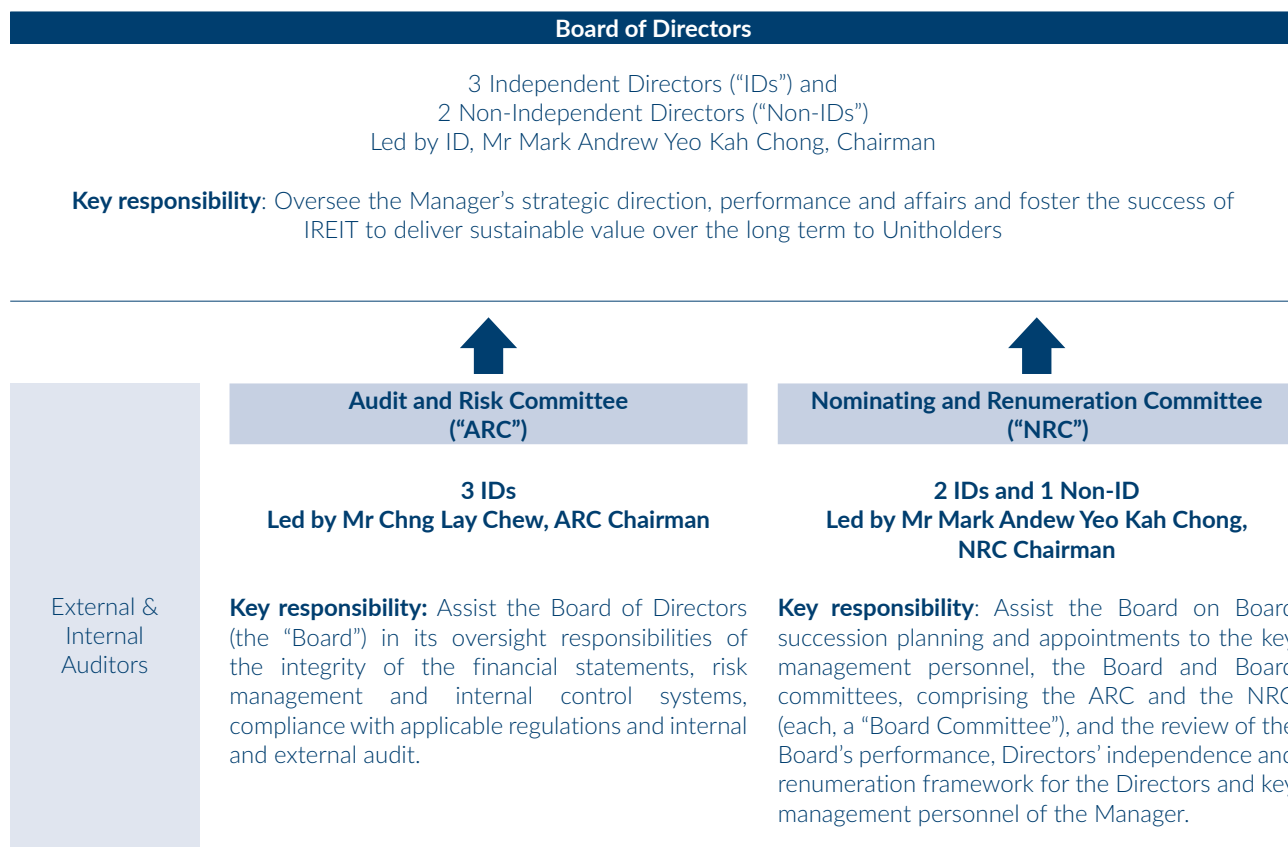 Board of Directors
3 Independent Directors (“IDs”) and
2 Non-Independent Directors (“Non-IDs”)
Led by ID, Mr Mark Andrew Yeo Kah Chong, Chairman
Key responsibility: Oversee the Manager’s strategic direction, performance and affairs and foster the success of
IREIT to deliver sustainable value over the long term to Unitholders
External &
Internal
Auditors
Audit and Risk Committee
(“ARC”)
3 IDs
Led by Mr Chng Lay Chew, ARC Chairman
Key responsibility: Assist the Board of Directors
(the “Board”) in its oversight responsibilities of
the integrity of the financial statements, risk
management and internal control systems,
compliance with applicable regulations and internal
and external audit.
Nominating and Renumeration Committee
(“NRC”)
2 IDs and 1 Non-ID
Led by Mr Mark Andew Yeo Kah Chong,
NRC Chairman
Key responsibility: Assist the Board on Board
succession planning and appointments to the key
management personnel, the Board and Board
committees, comprising the ARC and the NRC
(each, a “Board Committee”), and the review of the
Board’s performance, Directors’ independence and
renumeration framework for the Directors and key
management personnel of the Manager.